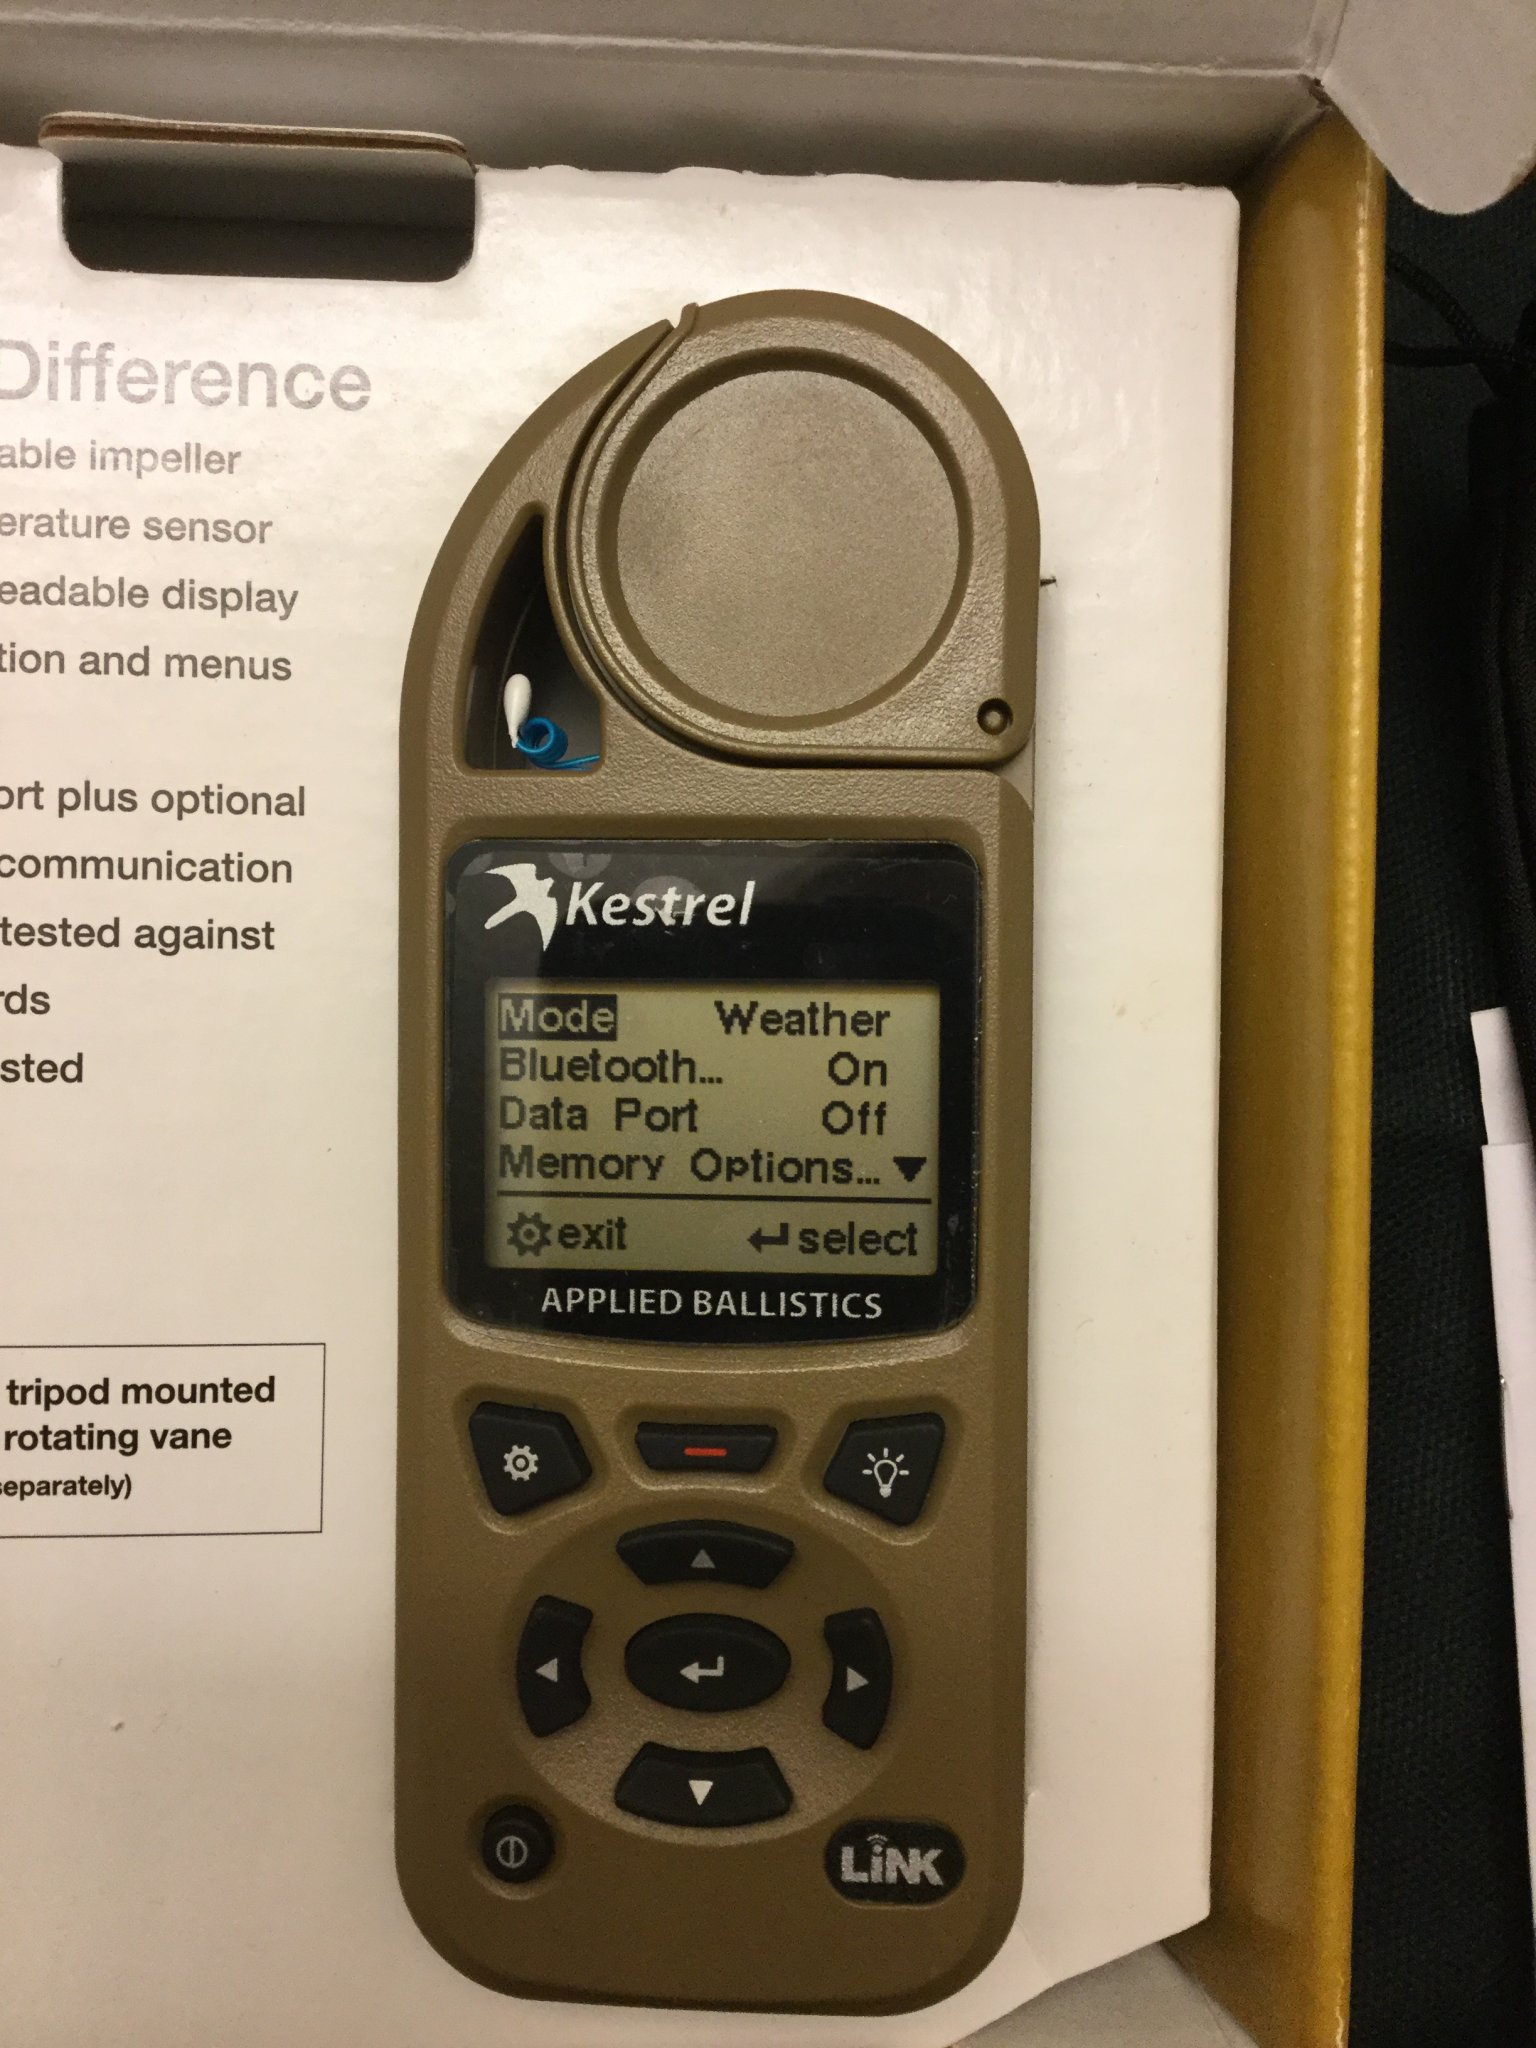 Difference
able impeller
erature sensor
eadable display
tion and menus
ort plus optional
communication
tested against
rds
sted
tripod mounted
rotating vane
separately)
Kestrel
Mode Weather
Bluetooth... On
Data Port Off
Memory Options...
exit select
APPLIED BALLISTICS
LiNK